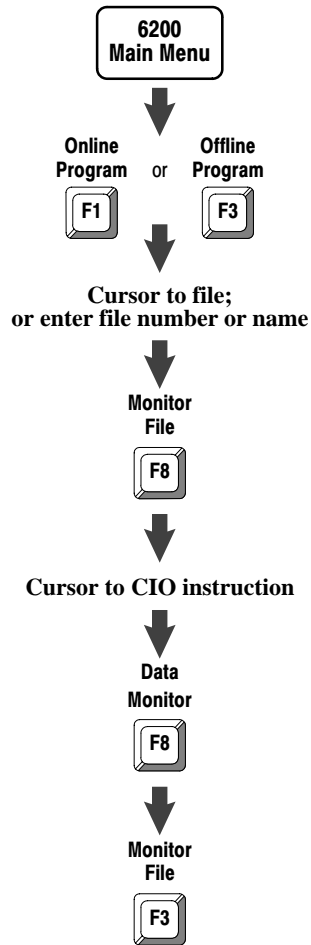 6200
Main Menu
Online Offline
Program or Program
F1 F3
Cursor to file;
or enter file number or name
Monitor
File
F8
Cursor to CIO instruction
Data
Monitor
F8
Monitor
File
F3